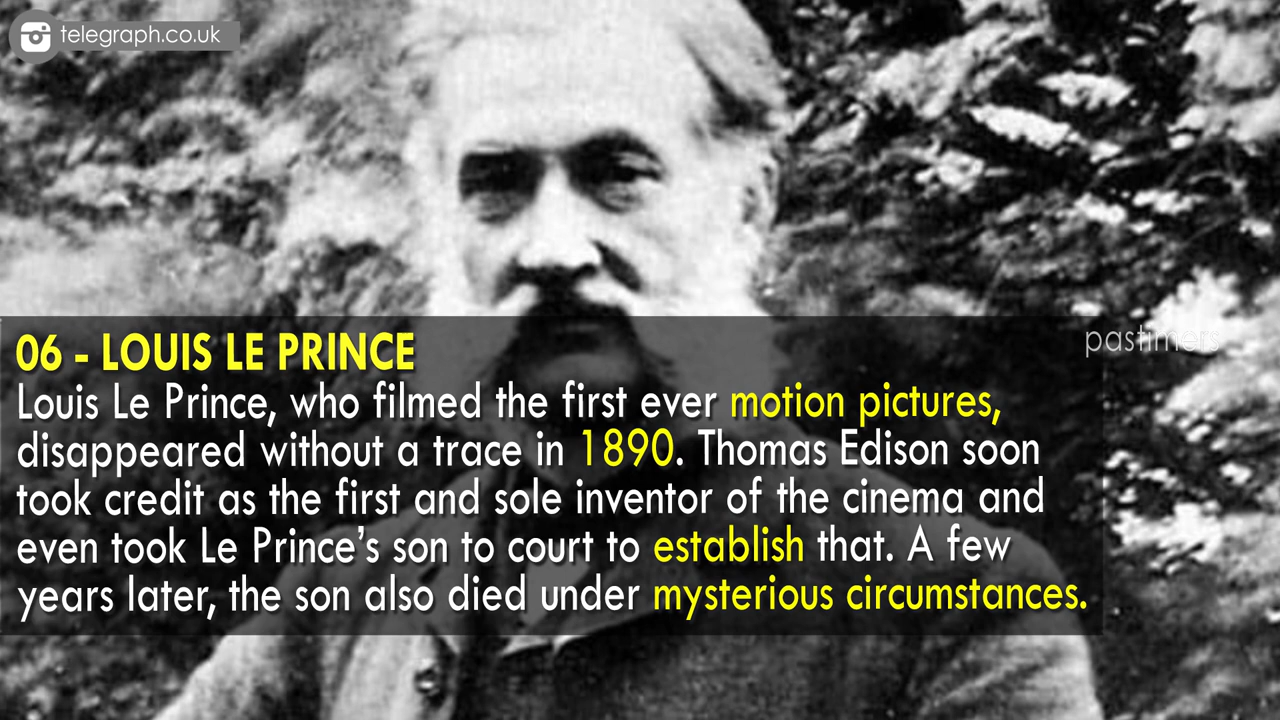 telegraph.co.uk
pastimers
06 - LOUIS LE PRINCE
Louis Le Prince, who filmed the first ever motion pictures,
disappeared without a trace in 1890. Thomas Edison soon
took credit as the first and sole inventor of the cinema and
even took Le Prince's son to court to establish that. A few
years later, the son also died under mysterious circumstances.